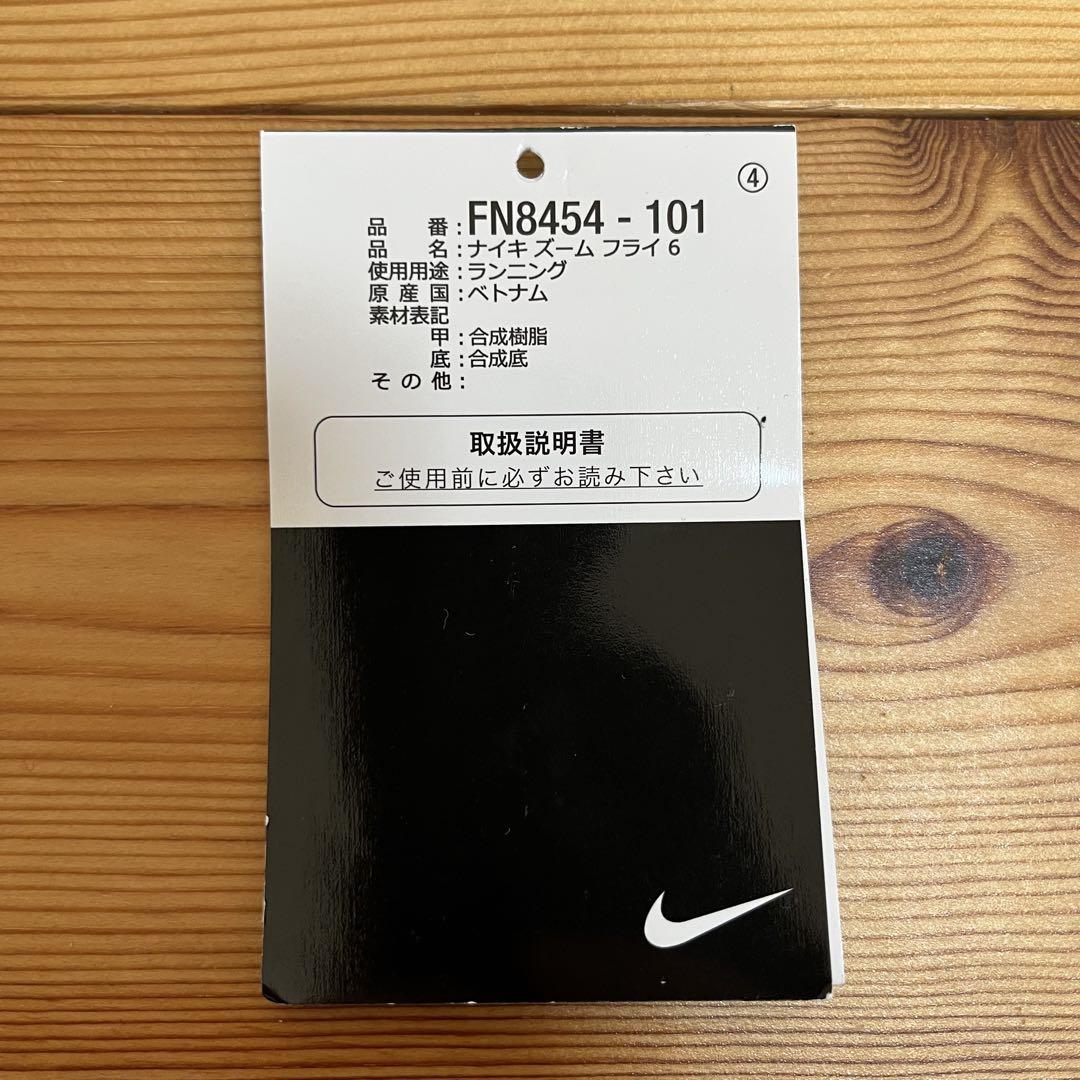 ④
品番:FN8454 - 101
品名:ナイキ ズーム フライ 6
使用用途:ランニング
原産国:ベトナム
素材表記
甲:合成樹脂
底:合成底
その他:
取扱説明書
ご使用前に必ずお読み下さい